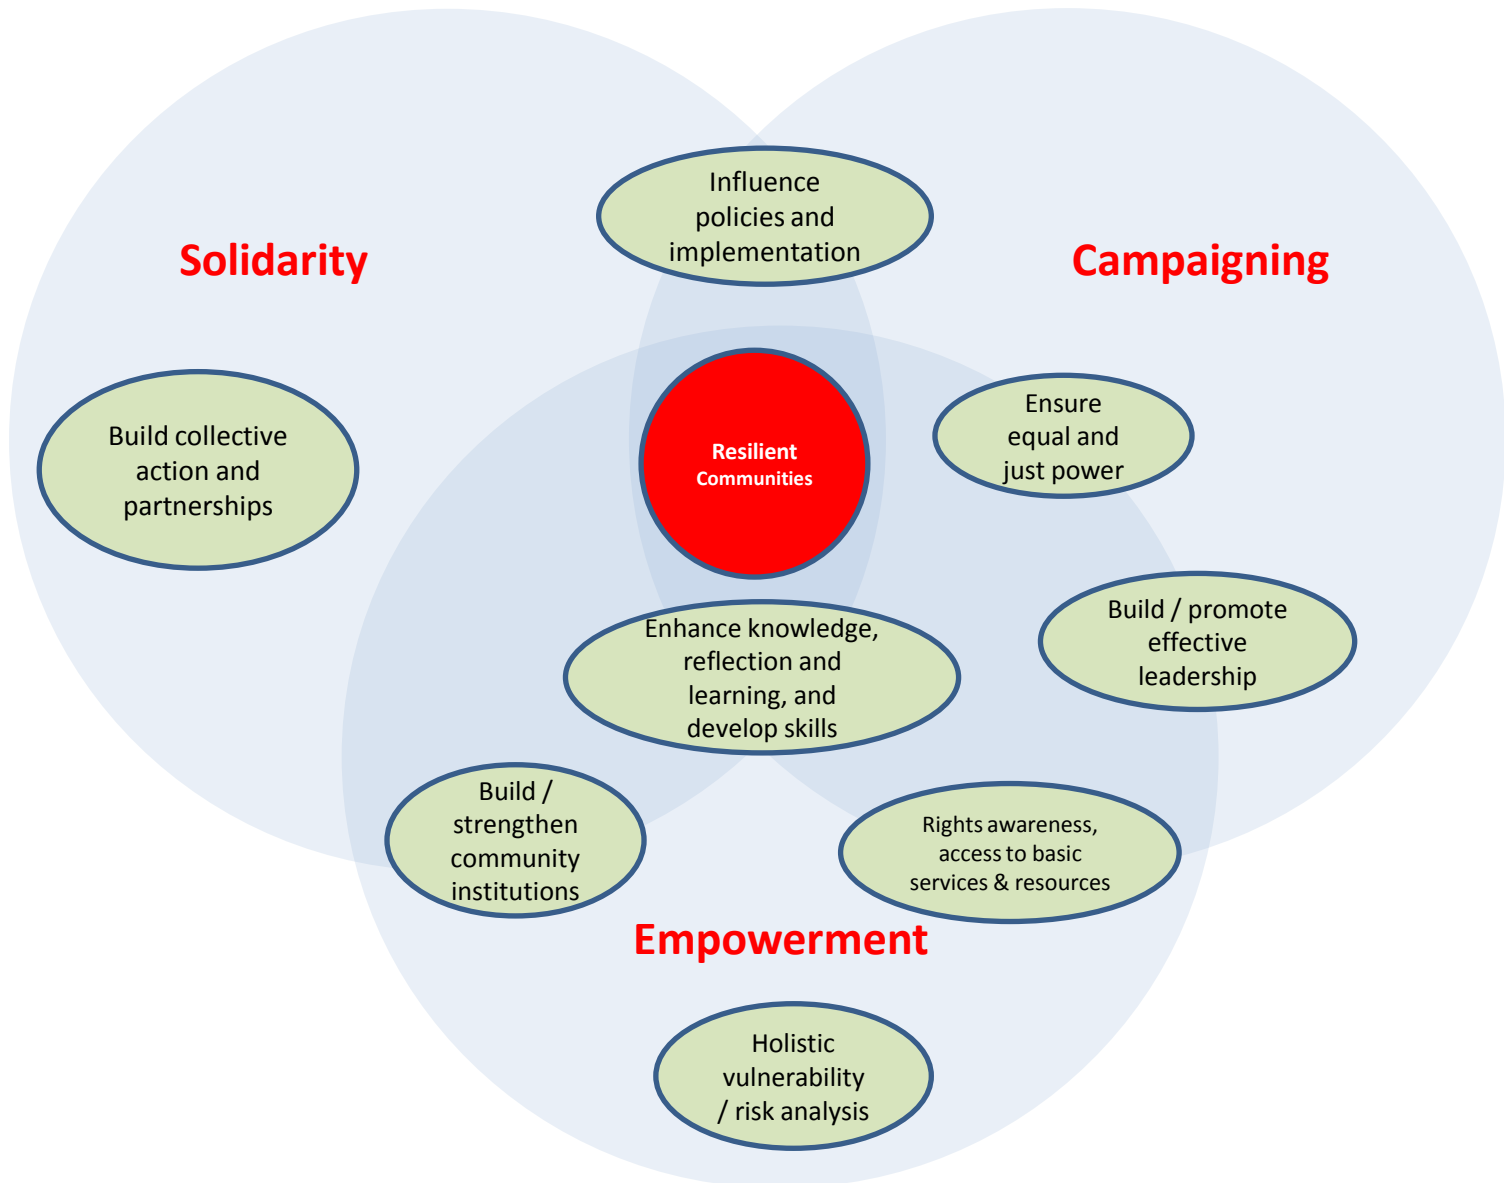 Influence
policies and
implementation
Solidarity
Campaigning
Build collective
action and
partnerships
Resilient
Communities
Ensure
equal and
just power
Enhance knowledge,
reflection and
learning, and
develop skills
Build / promote
effective
leadership
Build /
strengthen
community
institutions
Rights awareness,
access to basic
services & resources
Empowerment
Holistic
vulnerability
/ risk analysis